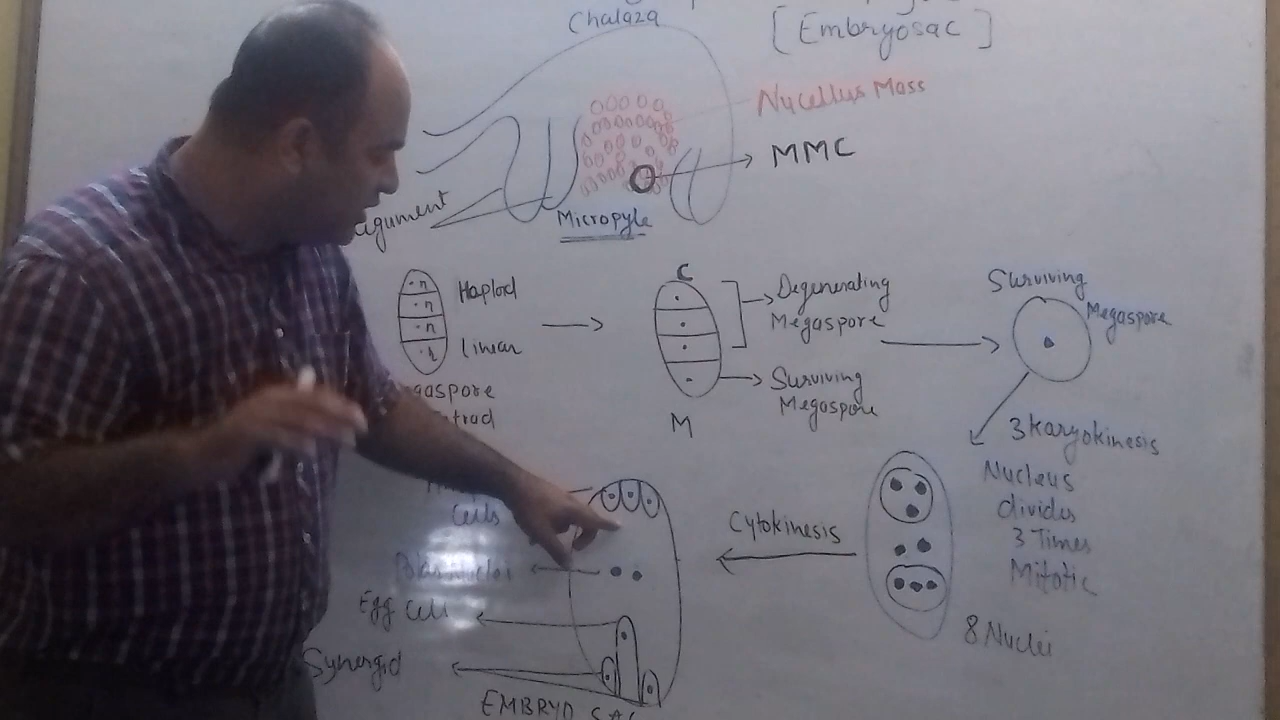 Chalaza
[ Embryosac ]
Nucellus Mass
MMC
Micropyle
n
n
n
n
Haploid
Linear
C
Degenerating
Megaspore
Surviving
Megaspore
M
Surviving
Megaspore
3 Karyokinesis
Nucleus
divides
3 Times
Mitotic
8 Nuclei
Cytokinesis
Cells
Egg Cell
Synergid
EMBRYO SAC